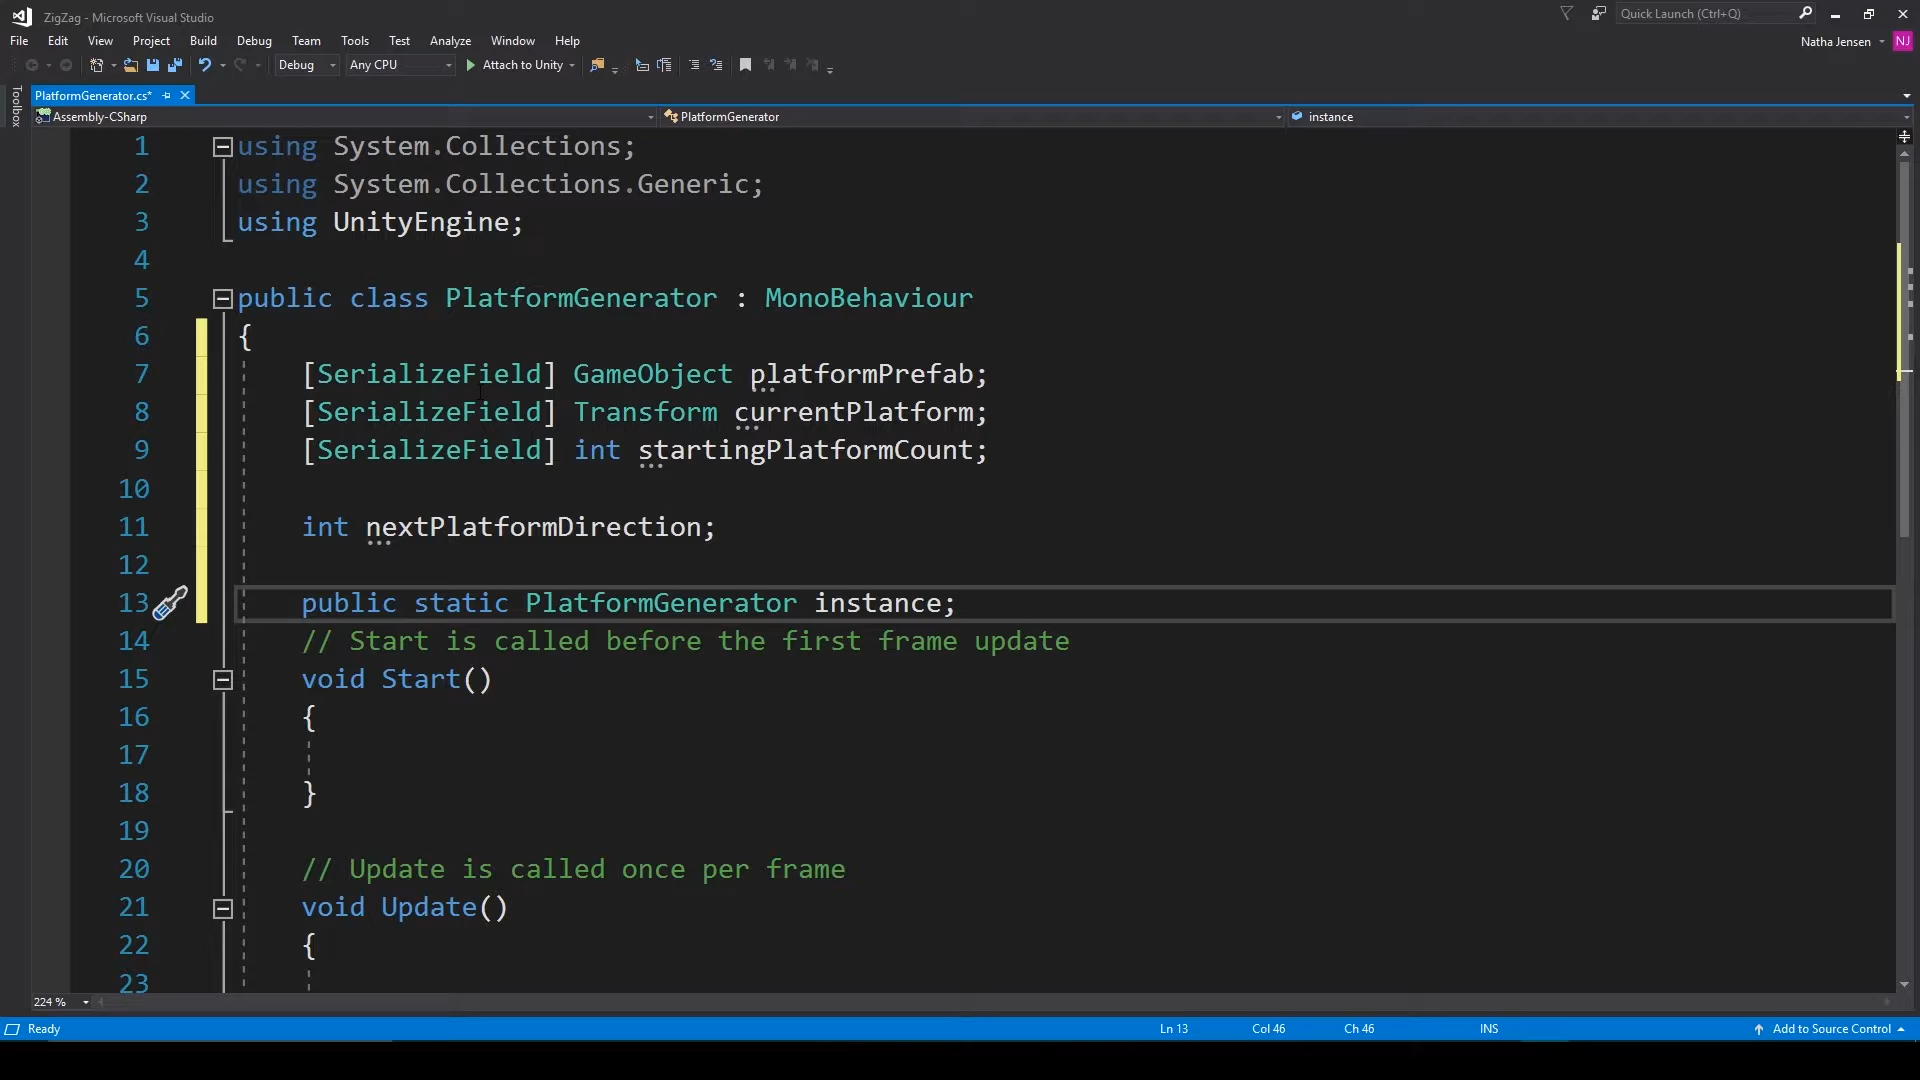 ZigZag - Microsoft Visual Studio
Quick Launch (Ctrl+Q)
File Edit View Project Build Debug Team Tools Test Analyze Window Help
Natha Jensen NJ
Debug Any CPU Attach to Unity
Toolbox
PlatformGenerator.cs*
Assembly-CSharp PlatformGenerator instance
1 using System.Collections;
2 using System.Collections.Generic;
3 using UnityEngine;
4
5 public class PlatformGenerator : MonoBehaviour
6 {
7 [SerializeField] GameObject platformPrefab;
8 [SerializeField] Transform currentPlatform;
9 [SerializeField] int startingPlatformCount;
10
11 int nextPlatformDirection;
12
13 public static PlatformGenerator instance;
14 // Start is called before the first frame update
15 void Start()
16 {
17
18 }
19
20 // Update is called once per frame
21 void Update()
22 {
23
224 %
Ready Ln 13 Col 46 Ch 46 INS Add to Source Control